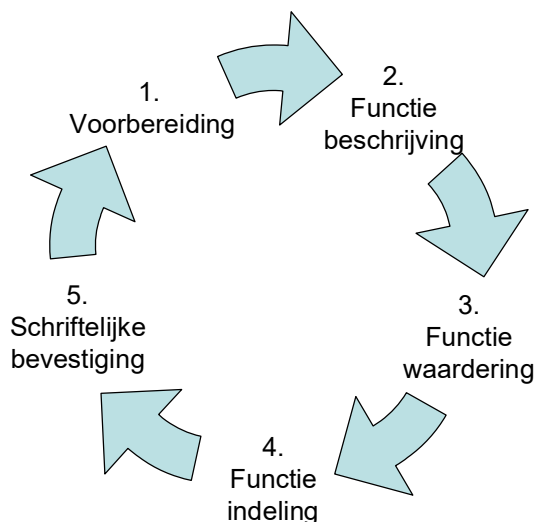 1.
Voorbereiding
2.
Functie
beschrijving
3.
Functie
waardering
4.
Functie
indeling
5.
Schriftelijke
bevestiging